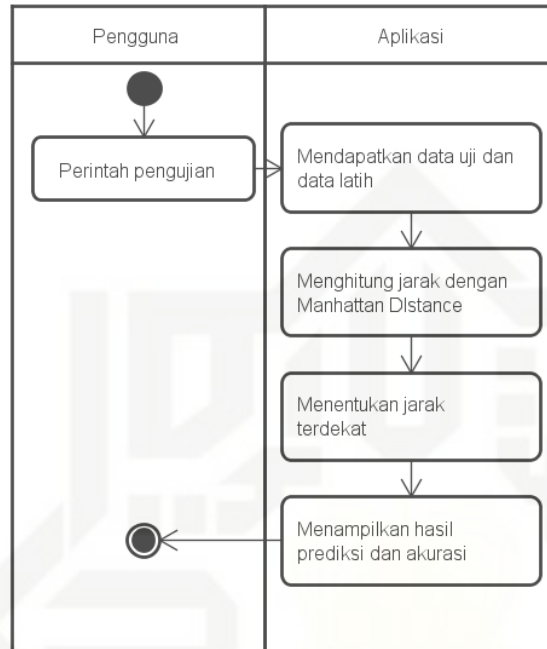 Pengguna
Aplikasi
Perintah pengujian
Mendapatkan data uji dan
data latih
Menghitung jarak dengan
Manhattan DIstance
Menentukan jarak
terdekat
Menampilkan hasil
prediksi dan akurasi